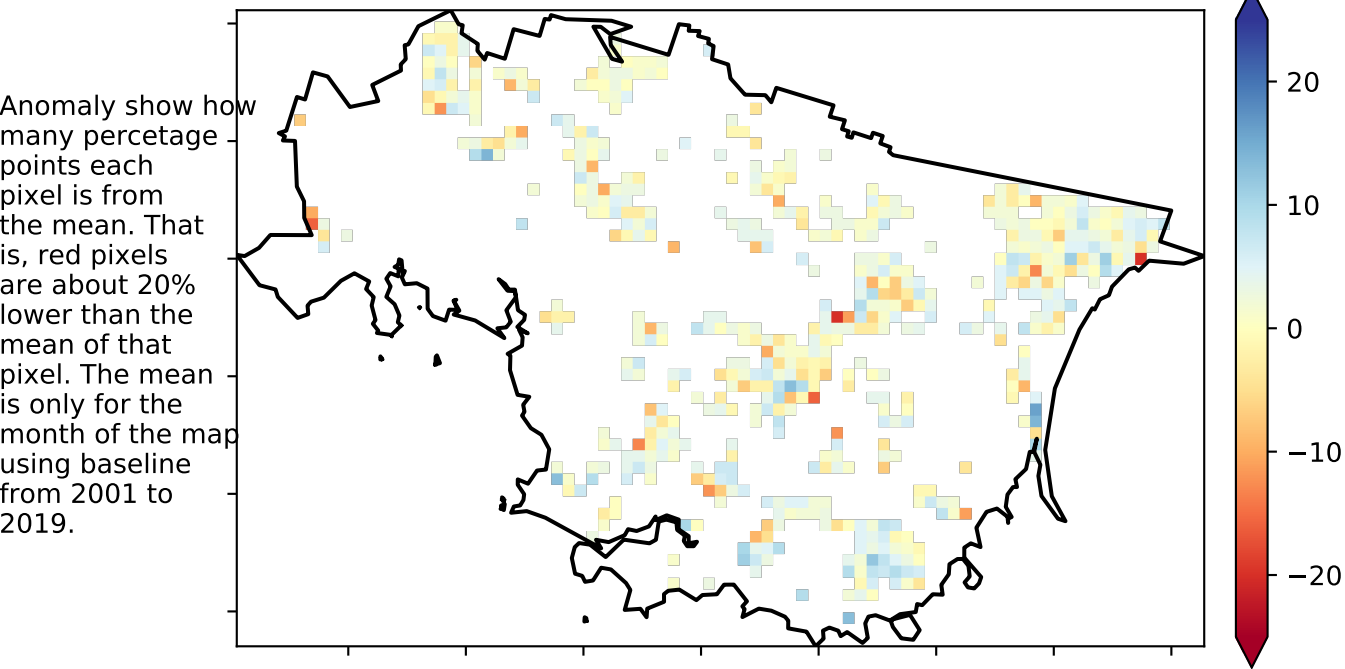 Anomaly show how
many percetage
points each
pixel is from
the mean. That
is, red pixels
are about 20%
lower than the
mean of that
pixel. The mean
is only for the
month of the map
using baseline
from 2001 to
2019.
20
10
0
−10
−20